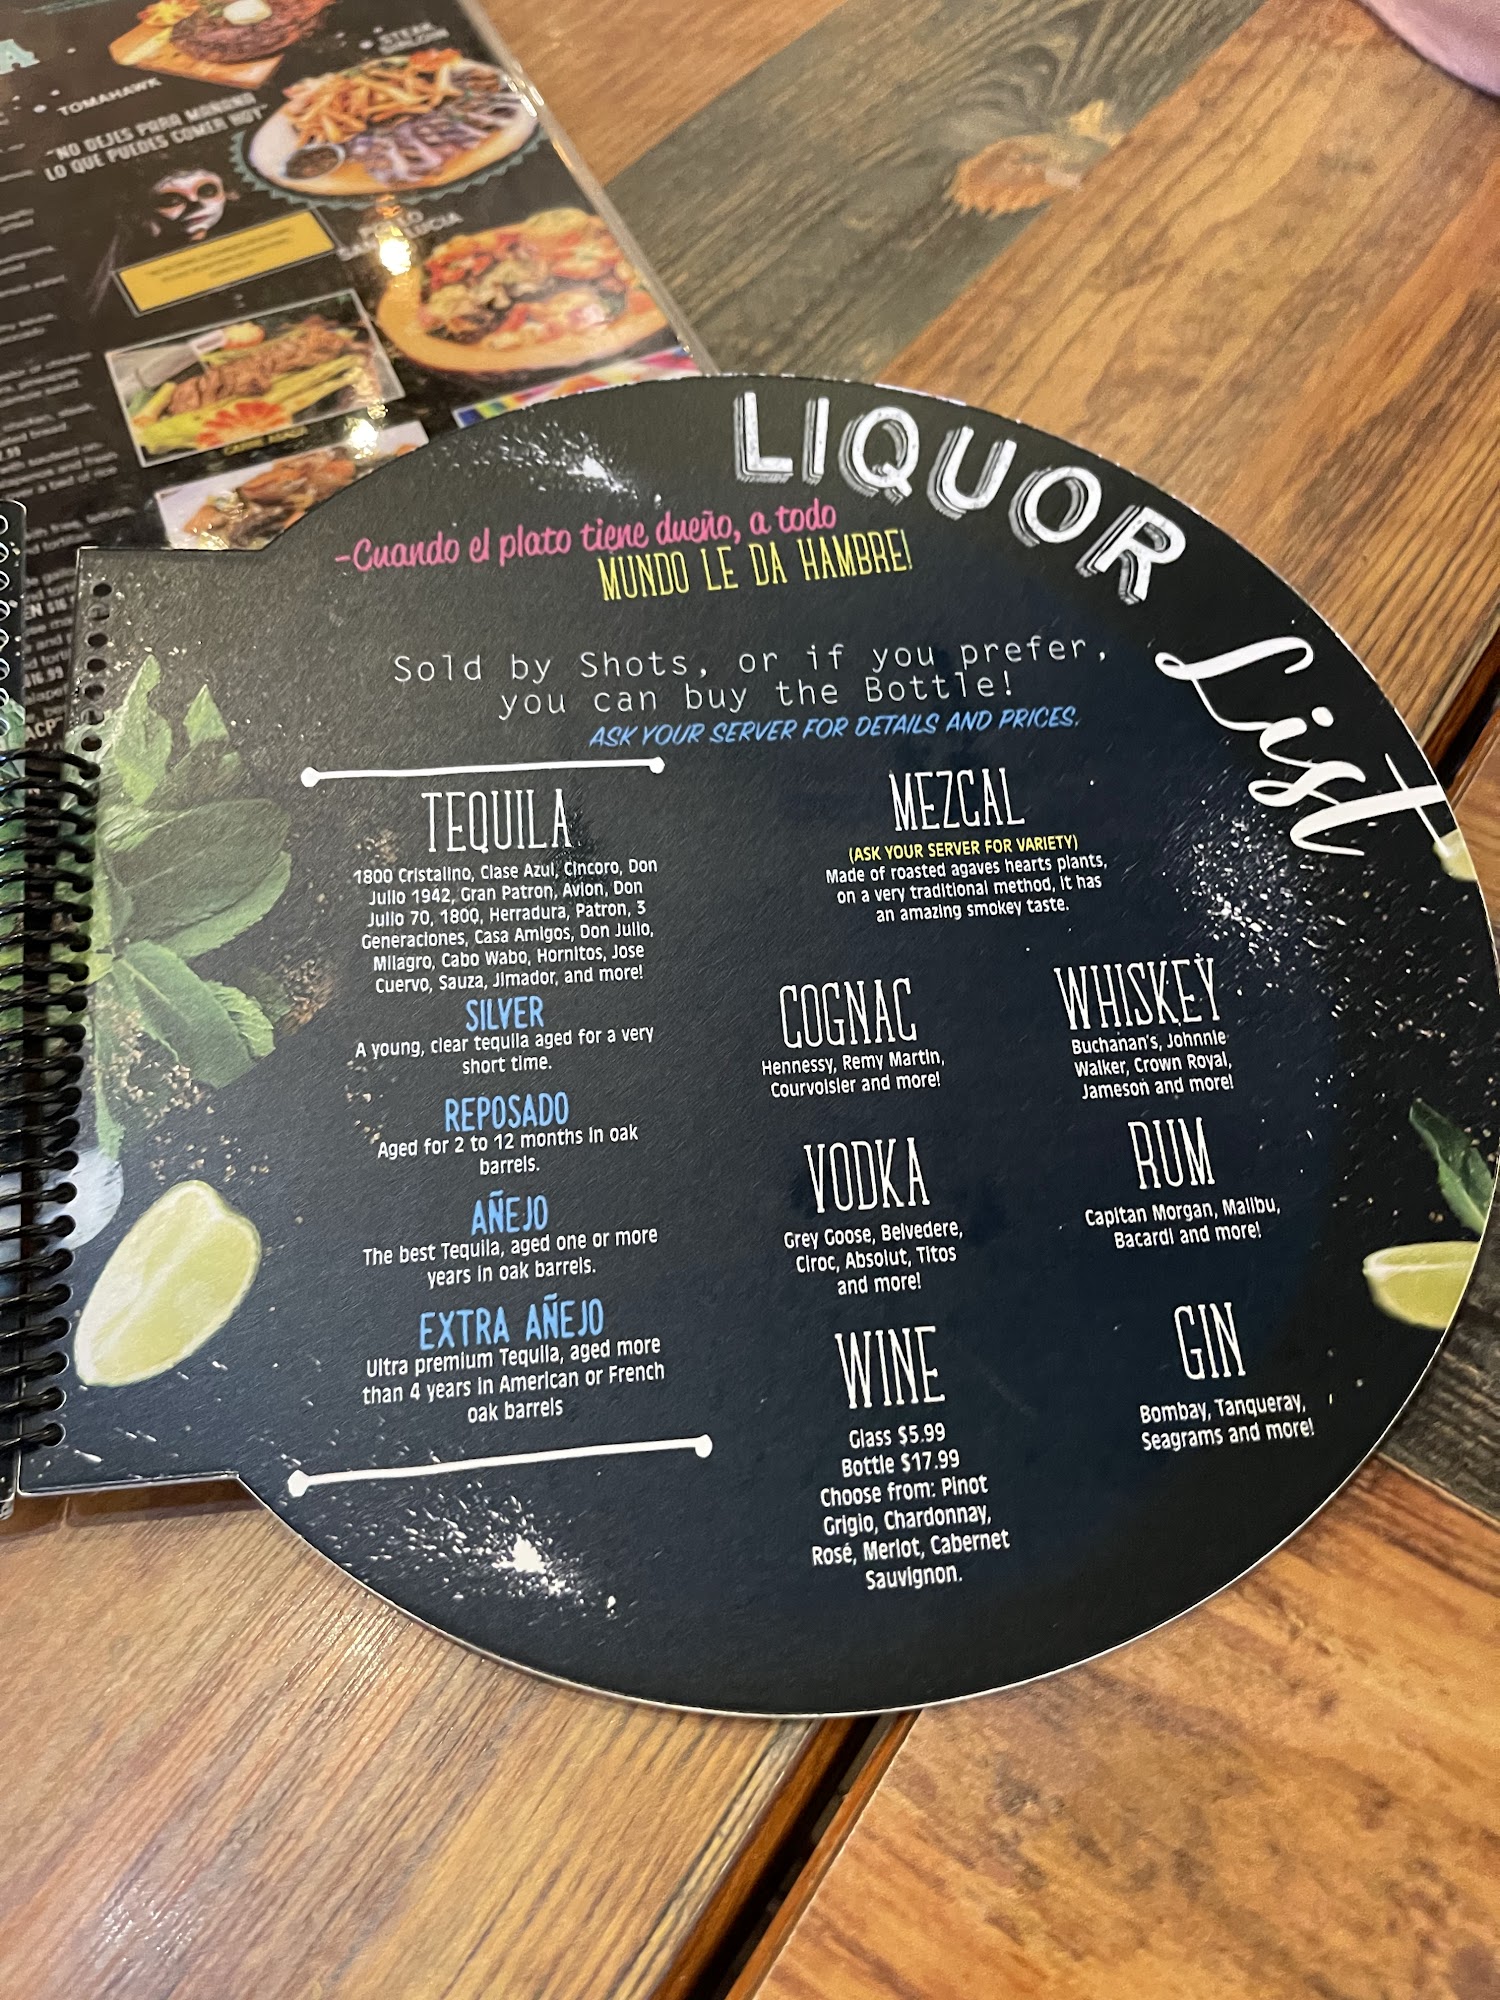 TOMAHAWK
STEAK
"NO DEJES PARA MAÑANA
LO QUE PUEDES COMER HOY"
LUCIA
LIQUOR
List
-Cuando el plato tiene dueño, a todo
MUNDO LE DA HAMBRE!
Sold by Shots, or if you prefer,
you can buy the Bottle!
ASK YOUR SERVER FOR DETAILS AND PRICES.
TEQUILA
1800 Cristalino, Clase Azul, Cincoro, Don
Julio 1942, Gran Patron, Avion, Don
Julio 70, 1800, Herradura, Patron, 3
Generaciones, Casa Amigos, Don Julio,
Milagro, Cabo Wabo, Hornitos, Jose
Cuervo, Sauza, Jimador, and more!
SILVER
A young, clear tequila aged for a very
short time.
REPOSADO
Aged for 2 to 12 months in oak
barrels.
AÑEJO
The best Tequila, aged one or more
years in oak barrels.
EXTRA AÑEJO
Ultra premium Tequila, aged more
than 4 years in American or French
oak barrels
MEZCAL
(ASK YOUR SERVER FOR VARIETY)
Made of roasted agaves hearts plants,
on a very traditional method, it has
an amazing smokey taste.
COGNAC
Hennessy, Remy Martin,
Courvoisier and more!
WHISKEY
Buchanan's, Johnnie
Walker, Crown Royal,
Jameson and more!
VODKA
Grey Goose, Belvedere,
Ciroc, Absolut, Titos
and more!
RUM
Capitan Morgan, Malibu,
Bacardi and more!
WINE
Glass $5.99
Bottle $17.99
Choose from: Pinot
Grigio, Chardonnay,
Rosé, Merlot, Cabernet
Sauvignon.
GIN
Bombay, Tanqueray,
Seagrams and more!